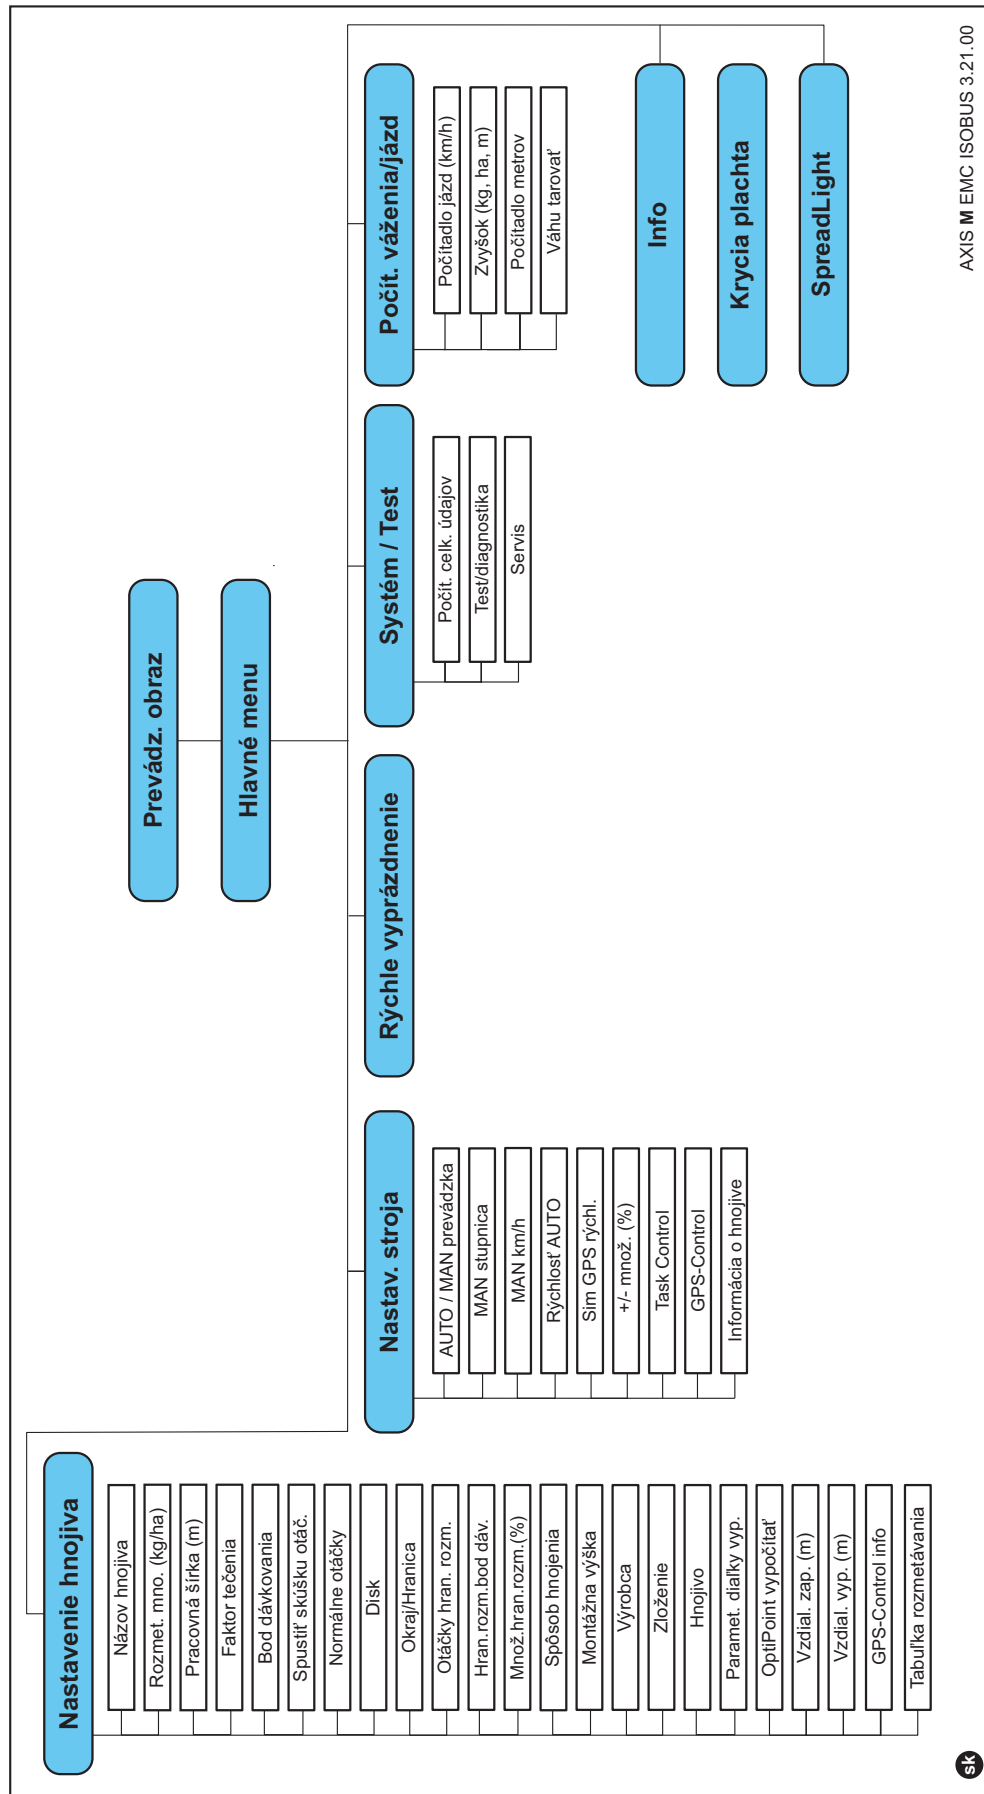 Prevádz. obraz
Hlavné menu
Nastavenie hnojiva
Názov hnojiva
Rozmet. mno. (kg/ha)
Pracovná šírka (m)
Faktor tečenia
Bod dávkovania
Spustiť skúšku otáč.
Normálne otáčky
Disk
Okraj/Hranica
Otáčky hran. rozm.
Hran.rozm.bod dáv.
Množ.hran.rozm.(%)
Spôsob hnojenia
Montážna výška
Výrobca
Zloženie
Hnojivo
Paramet. diaľky vyp.
OptiPoint vypočítať
Vzdial. zap. (m)
Vzdial. vyp. (m)
GPS-Control info
Tabuľka rozmetávania
Nastav. stroja
AUTO / MAN prevádzka
MAN stupnica
MAN km/h
Rýchlosť AUTO
Sim GPS rýchl.
+/- množ. (%)
Task Control
GPS-Control
Informácia o hnojive
Rýchle vyprázdnenie
Systém / Test
Počít. celk. údajov
Test/diagnostika
Servis
Počít. váženia/jázd
Počítadlo jázd (km/h)
Zvyšok (kg, ha, m)
Počítadlo metrov
Váhu tarovať
Info
Krycia plachta
SpreadLight
sk
AXIS M EMC ISOBUS 3.21.00